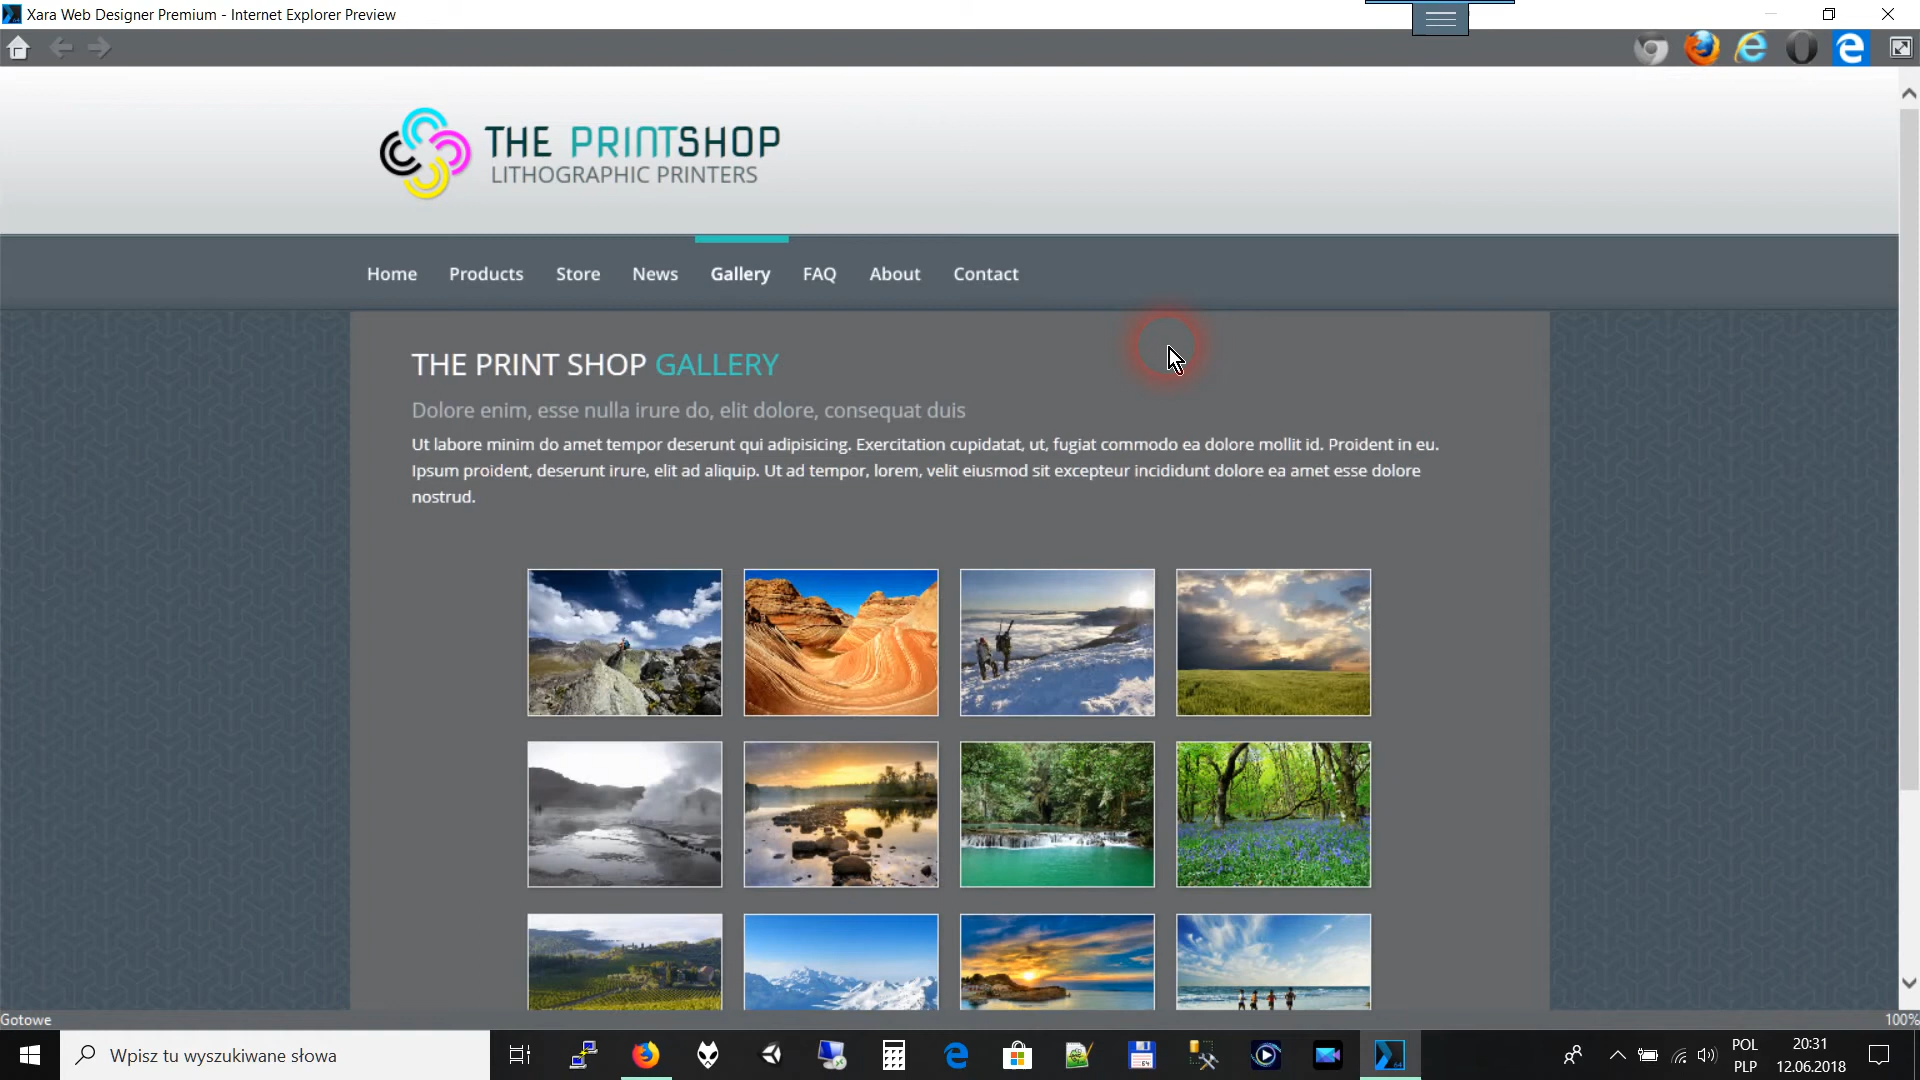 Xara Web Designer Premium - Internet Explorer Preview
THE PRINTSHOP
LITHOGRAPHIC PRINTERS
Home Products Store News Gallery FAQ About Contact
THE PRINT SHOP GALLERY
Dolore enim, esse nulla irure do, elit dolore, consequat duis
Ut labore minim do amet tempor deserunt qui adipisicing. Exercitation cupidatat, ut, fugiat commodo ea dolore mollit id. Proident in eu.
Ipsum proident, deserunt irure, elit ad aliquip. Ut ad tempor, lorem, velit eiusmod sit excepteur incididunt dolore ea amet esse dolore
nostrud.
Gotowe
100%
Wpisz tu wyszukiwane słowa
POL
PLP
20:31
12.06.2018